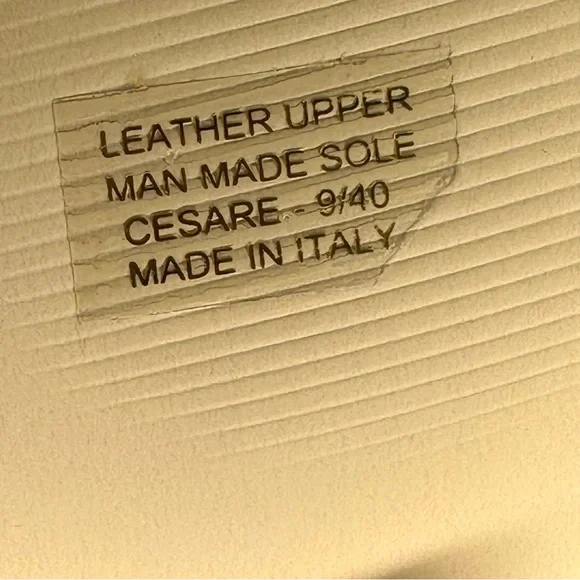 LEATHER UPPER
MAN MADE SOLE
CESARE - 9/40
MADE IN ITALY